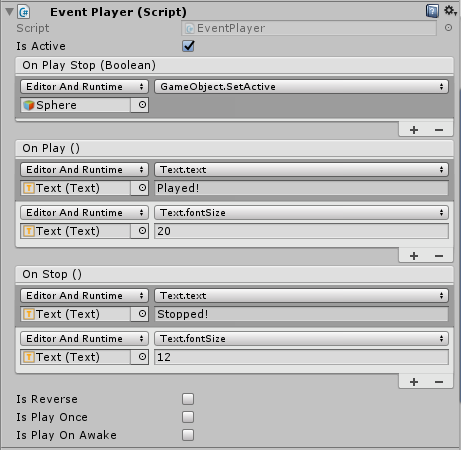 Event Player (Script)
Script EventPlayer
Is Active
On Play Stop (Boolean)
Editor And Runtime GameObject.SetActive
Sphere
On Play ()
Editor And Runtime Text.text
Text (Text) Played!
Editor And Runtime Text.fontSize
Text (Text) 20
On Stop ()
Editor And Runtime Text.text
Text (Text) Stopped!
Editor And Runtime Text.fontSize
Text (Text) 12
Is Reverse
Is Play Once
Is Play On Awake